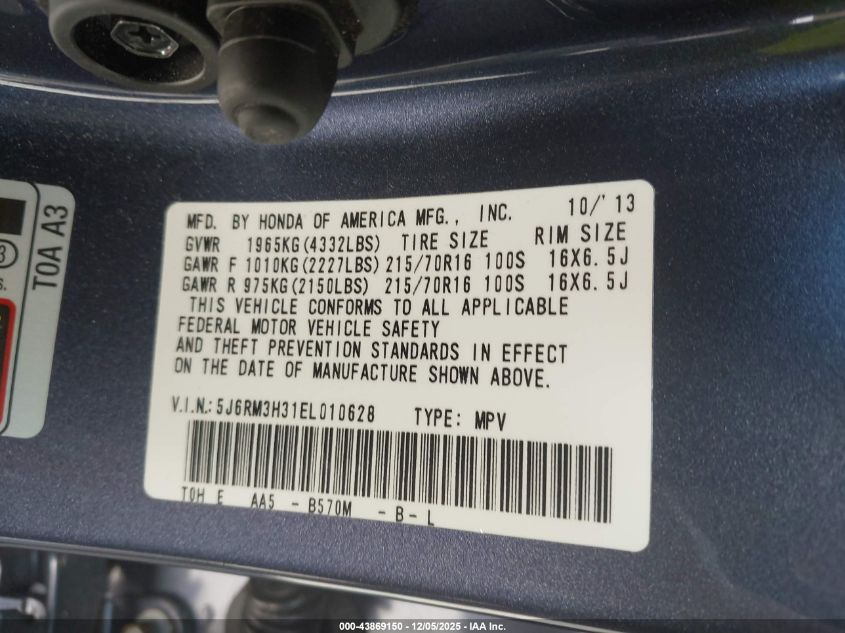 MFD. BY HONDA OF AMERICA MFG., INC. 10/'13
GVWR 1965KG(4332LBS) TIRE SIZE RIM SIZE
GAWR F 1010KG(2227LBS) 215/70R16 100S 16X6.5J
GAWR R 975KG(2150LBS) 215/70R16 100S 16X6.5J
THIS VEHICLE CONFORMS TO ALL APPLICABLE
FEDERAL MOTOR VEHICLE SAFETY
AND THEFT PREVENTION STANDARDS IN EFFECT
ON THE DATE OF MANUFACTURE SHOWN ABOVE.
V.I.N.: 5J6RM3H31EL010628 TYPE: MPV
T0H E AA5 - B570M - B - L
T0A A3
3
000-43869150 - 12/05/2025 - IAA Inc.